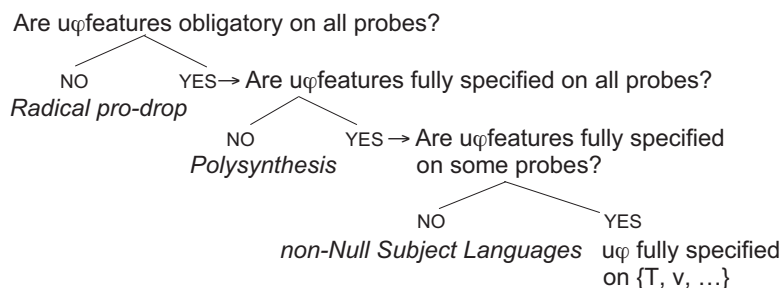 Are uφfeatures obligatory on all probes?
NO YES→ Are uφfeatures fully specified on all probes?
Radical pro-drop
NO YES → Are uφfeatures fully specified
Polysynthesis on some probes?
NO YES
non-Null Subject Languages uφ fully specified
on {T, v, …}